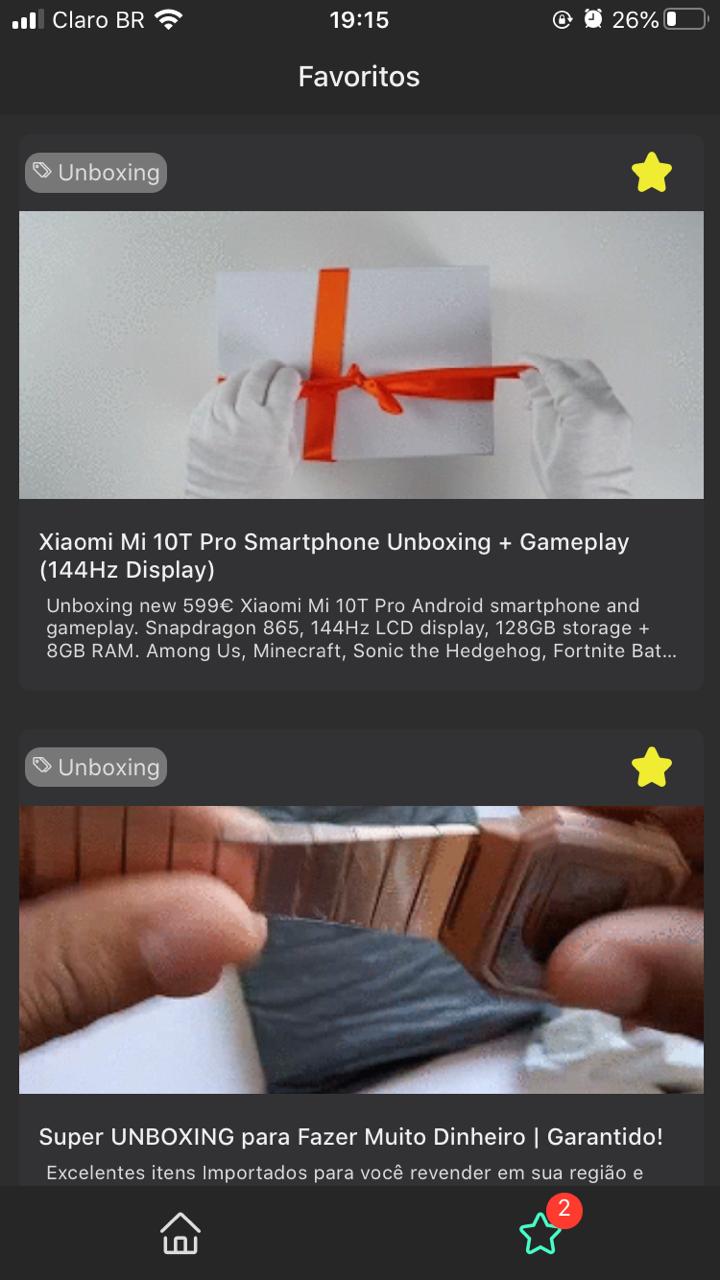 Claro BR
19:15
26%
Favoritos
Unboxing
Xiaomi Mi 10T Pro Smartphone Unboxing + Gameplay
(144Hz Display)
Unboxing new 599€ Xiaomi Mi 10T Pro Android smartphone and
gameplay. Snapdragon 865, 144Hz LCD display, 128GB storage +
8GB RAM. Among Us, Minecraft, Sonic the Hedgehog, Fortnite Bat...
Unboxing
Super UNBOXING para Fazer Muito Dinheiro | Garantido!
Excelentes itens Importados para você revender em sua região e
2